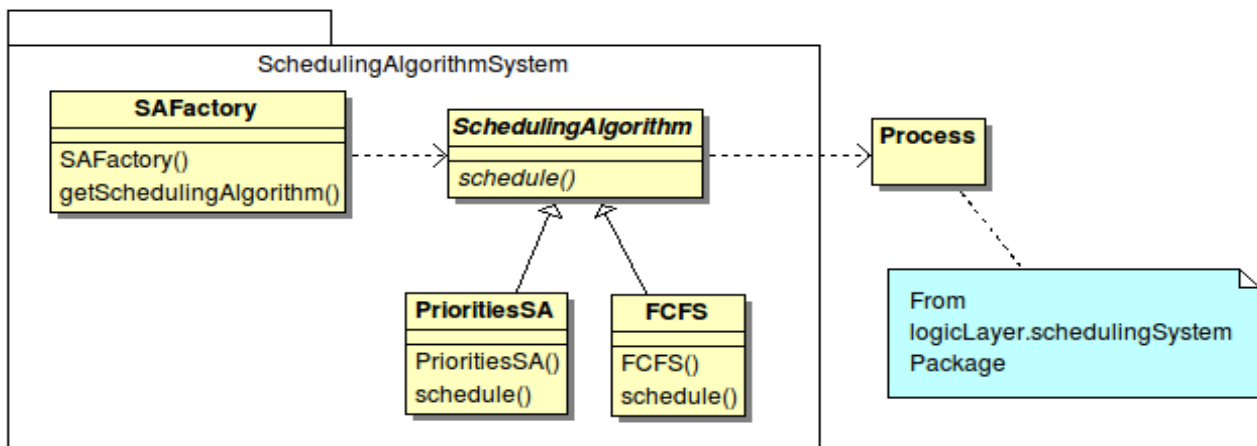 SchedulingAlgorithmSystem
SAFactory
SAFactory()
getSchedulingAlgorithm()
SchedulingAlgorithm
schedule()
Process
PrioritiesSA
PrioritiesSA()
schedule()
FCFS
FCFS()
schedule()
From
logicLayer.schedulingSystem
Package